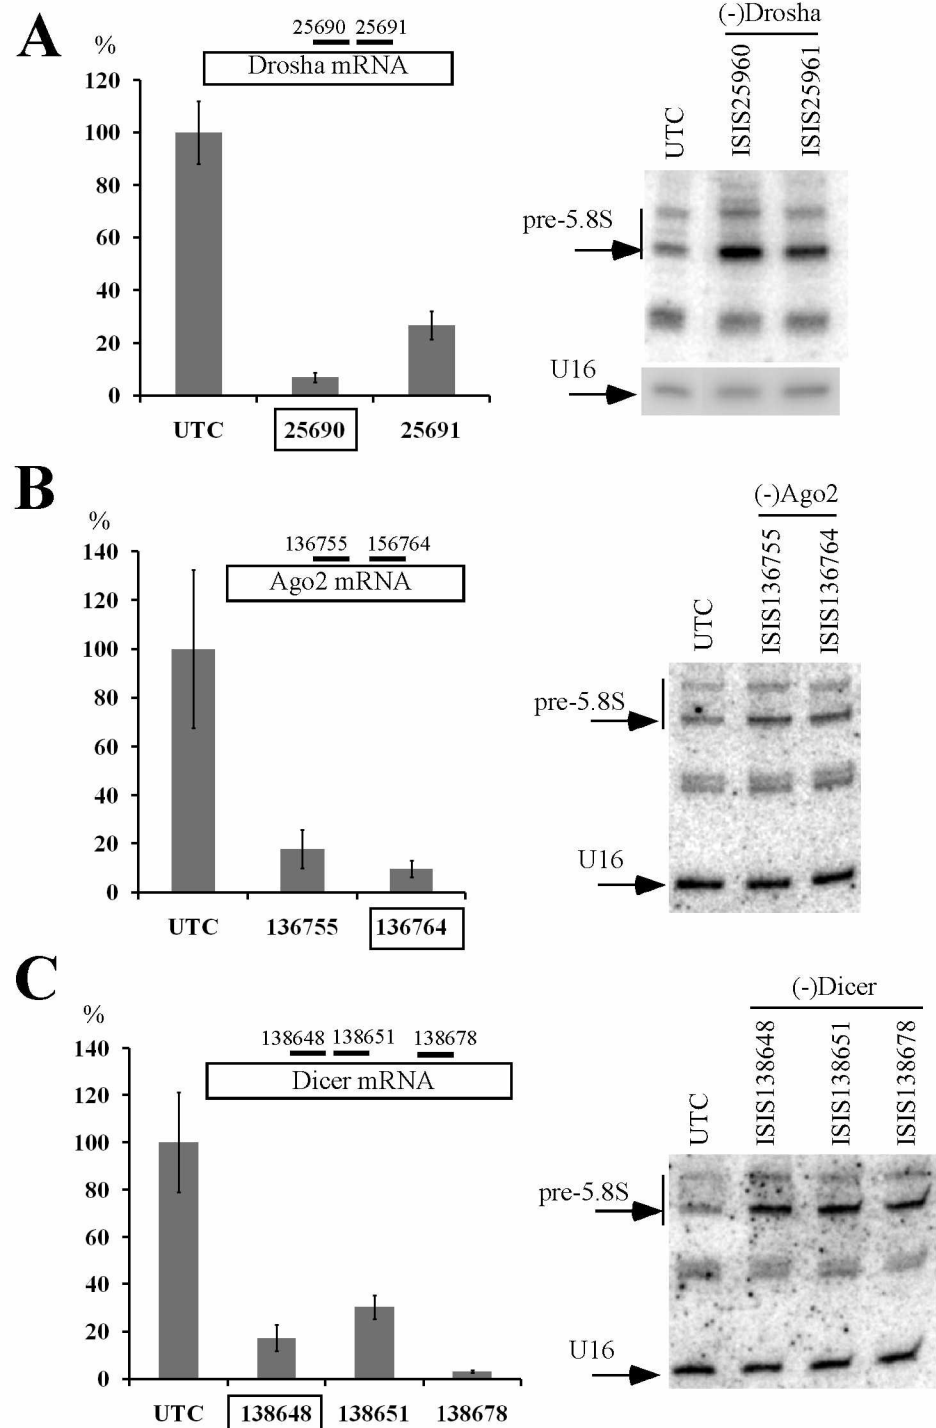 A
%
25690 25691
Drosha mRNA
120
100
80
60
40
20
0
UTC 25690 25691
(-)Drosha
UTC
ISIS25960
ISIS25961
pre-5.8S
U16
B
%
136755 156764
Ago2 mRNA
140
120
100
80
60
40
20
0
UTC 136755 136764
(-)Ago2
UTC
ISIS136755
ISIS136764
pre-5.8S
U16
C
%
138648 138651 138678
Dicer mRNA
140
120
100
80
60
40
20
0
UTC 138648 138651 138678
(-)Dicer
UTC
ISIS138648
ISIS138651
ISIS138678
pre-5.8S
U16